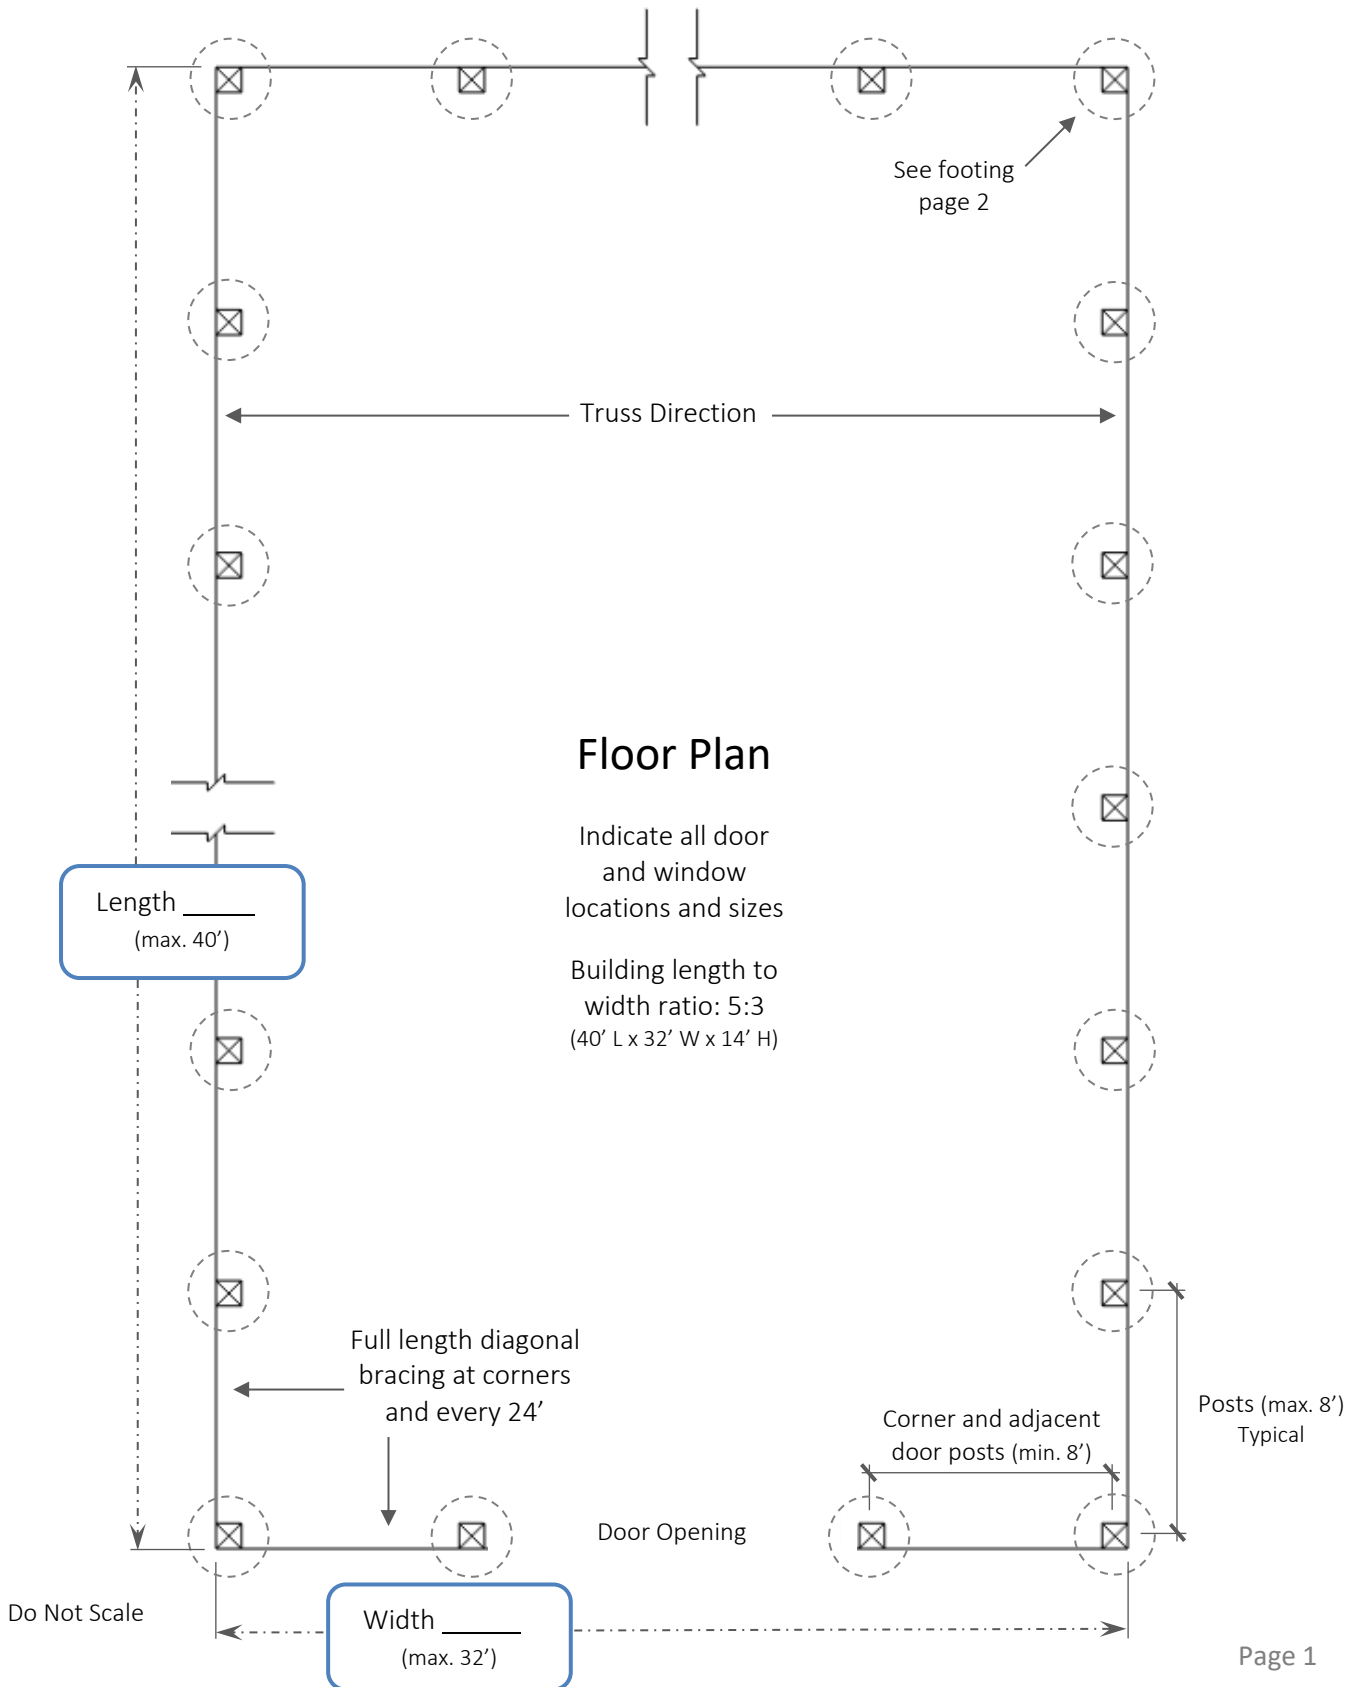 See footing
page 2
Truss Direction
Floor Plan
Indicate all door
and window
locations and sizes
Building length to
width ratio: 5:3
(40’ L x 32’ W x 14’ H)
Length _____
(max. 40’)
Full length diagonal
bracing at corners
and every 24’
Corner and adjacent
door posts (min. 8’)
Posts (max. 8’)
Typical
Door Opening
Do Not Scale
Width _____
(max. 32’)
Page 1